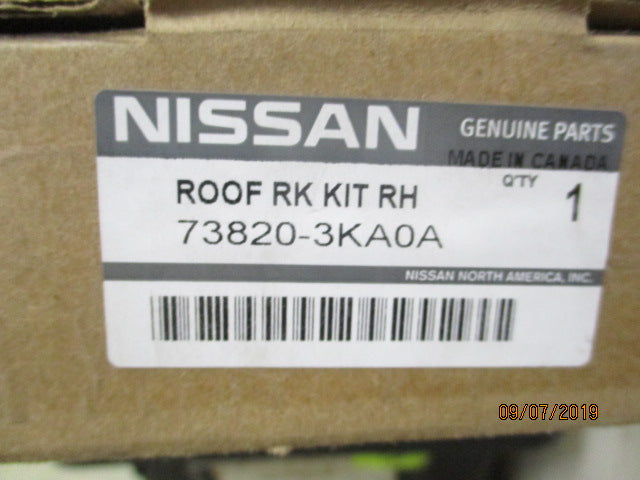 NISSAN GENUINE PARTS
MADE IN CANADA
ROOF RK KIT RH Q'TY 1
73820-3KA0A
NISSAN NORTH AMERICA, INC.
09/07/2019